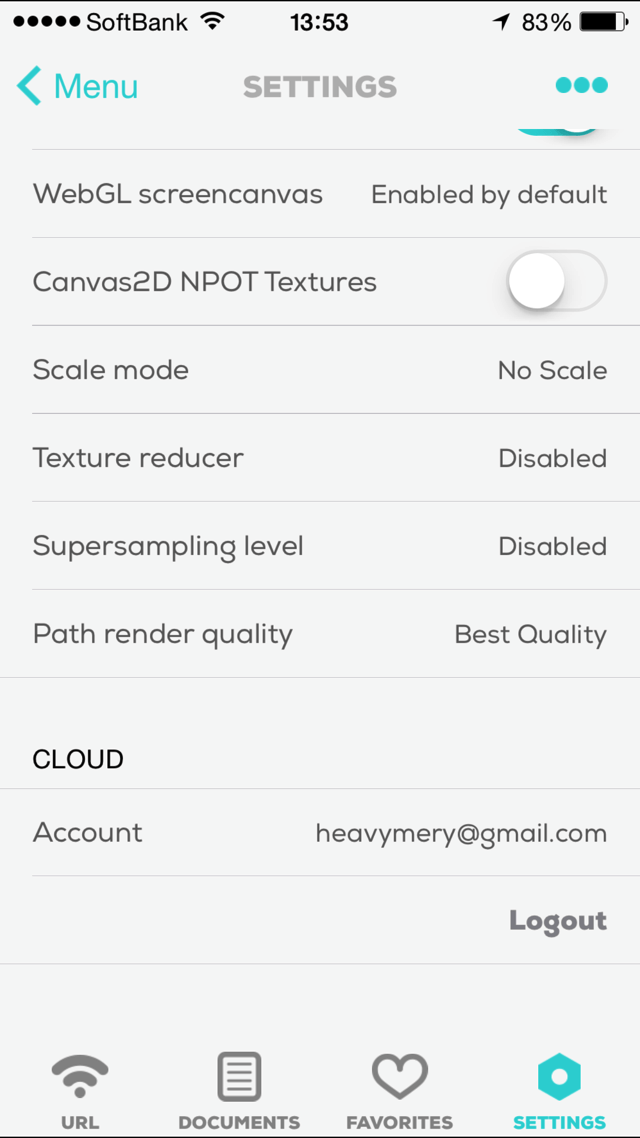 SoftBank 13:53 83%
Menu SETTINGS
WebGL screencanvas Enabled by default
Canvas2D NPOT Textures
Scale mode No Scale
Texture reducer Disabled
Supersampling level Disabled
Path render quality Best Quality
CLOUD
Account heavymery@gmail.com
Logout
URL DOCUMENTS FAVORITES SETTINGS